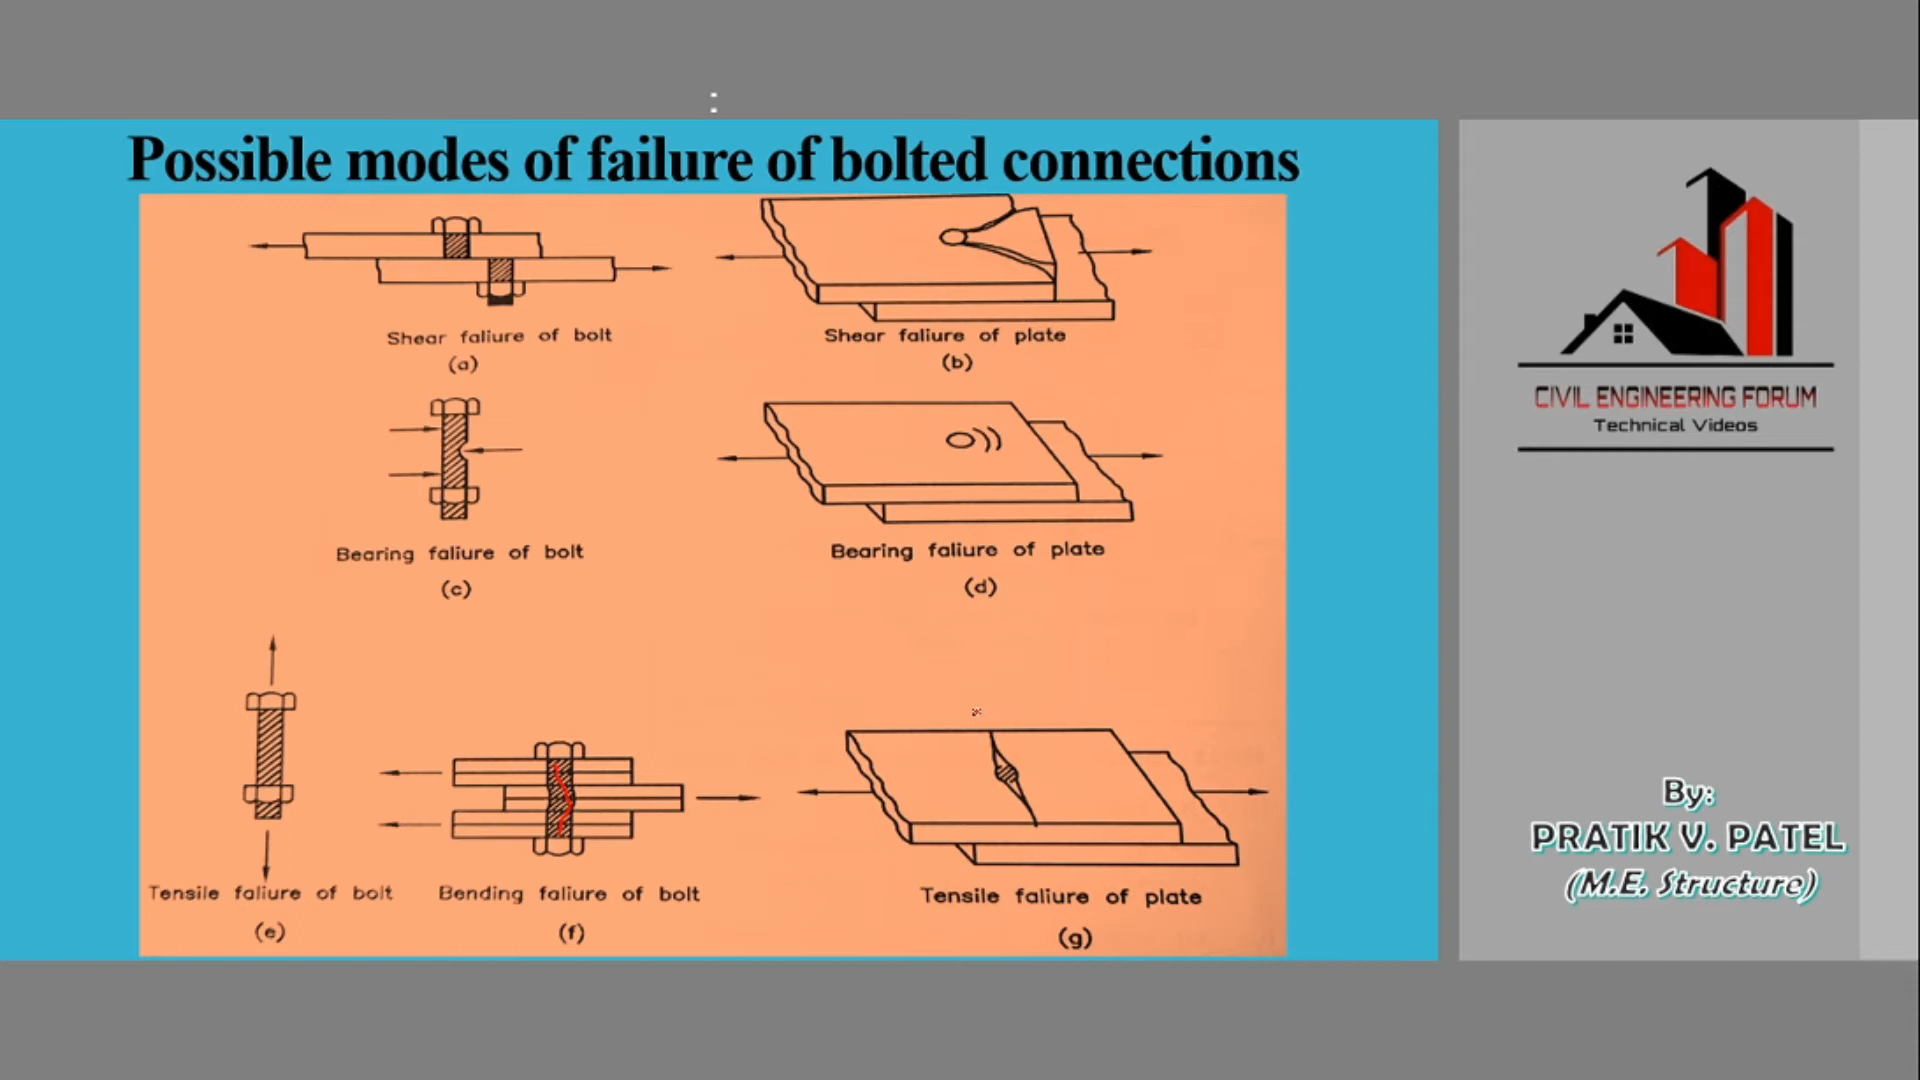 :
Possible modes of failure of bolted connections
Shear faliure of bolt
(a)
Shear faliure of plate
(b)
Bearing faliure of bolt
(c)
Bearing faliure of plate
(d)
Tensile faliure of bolt
(e)
Bending faliure of bolt
(f)
Tensile faliure of plate
(g)
CIVIL ENGINEERING FORUM
Technical Videos
By:
PRATIK V. PATEL
(M.E. Structure)